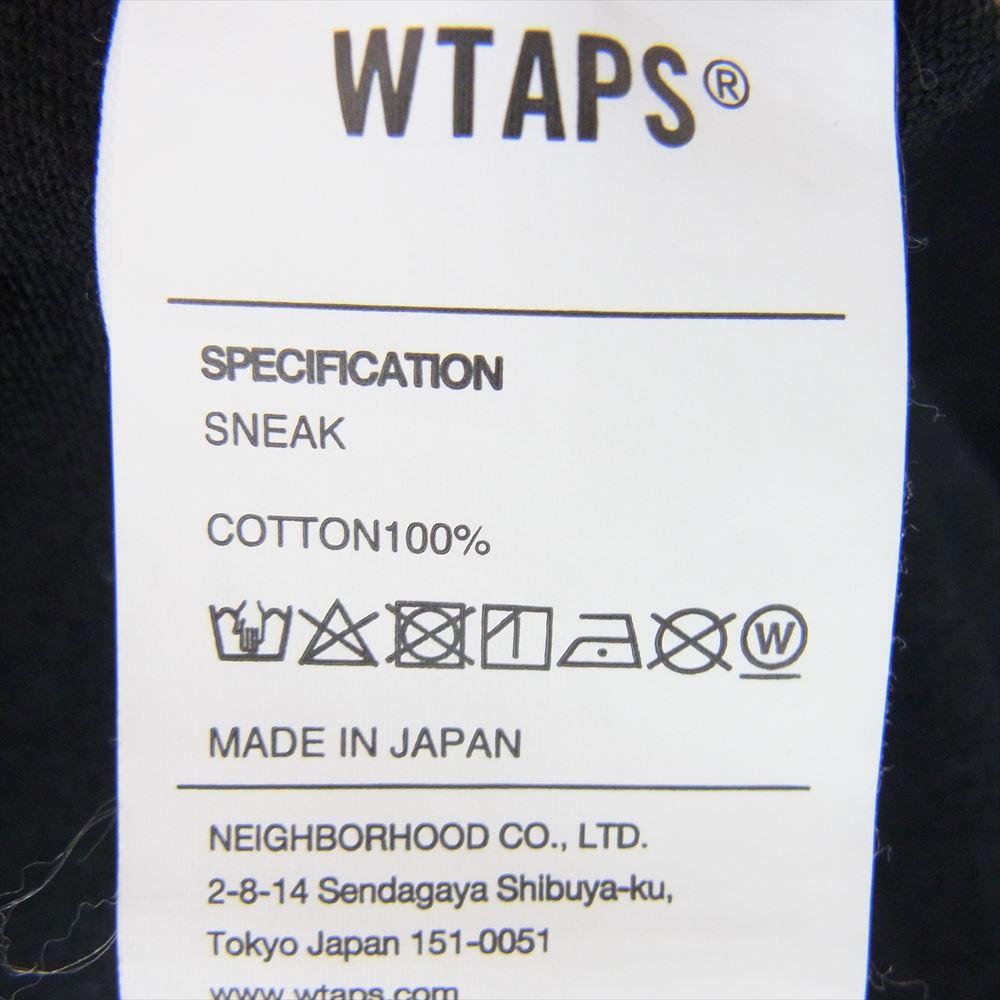 WTAPS®
SPECIFICATION
SNEAK
COTTON100%
W
MADE IN JAPAN
NEIGHBORHOOD CO., LTD.
2-8-14 Sendagaya Shibuya-ku,
Tokyo Japan 151-0051
www.wtaps.com